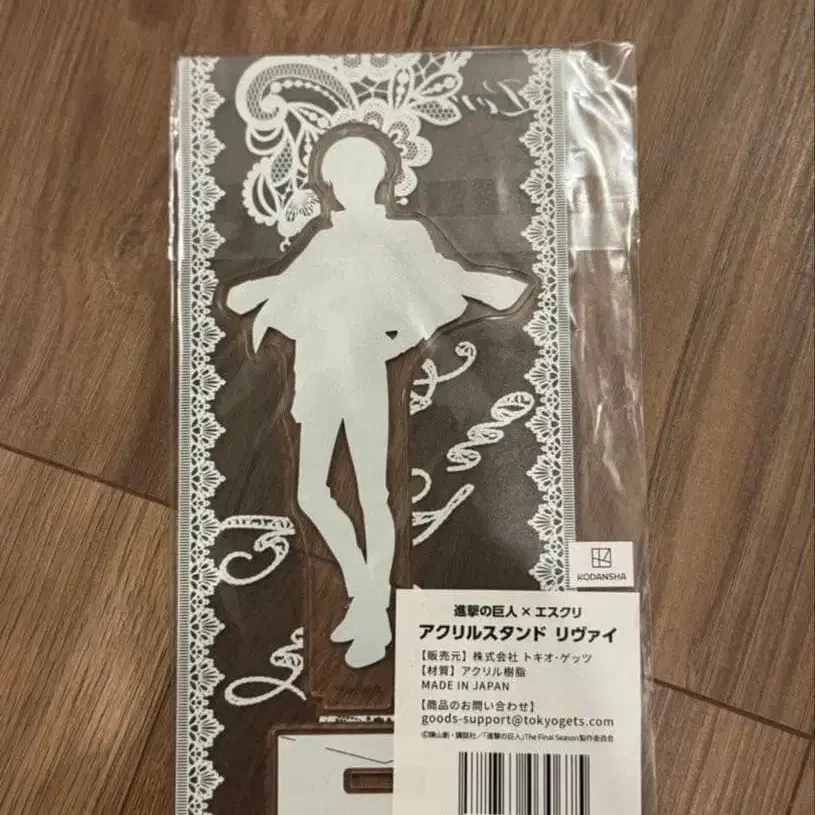 KODANSHA
進撃の巨人×エスクリ
アクリルスタンド リヴァイ
【販売元】株式会社 トキオ・ゲッツ
【材質】アクリル樹脂
MADE IN JAPAN
【商品のお問い合わせ】
goods-support@tokyogets.com
©諫山創・講談社／「進撃の巨人」The Final Season製作委員会